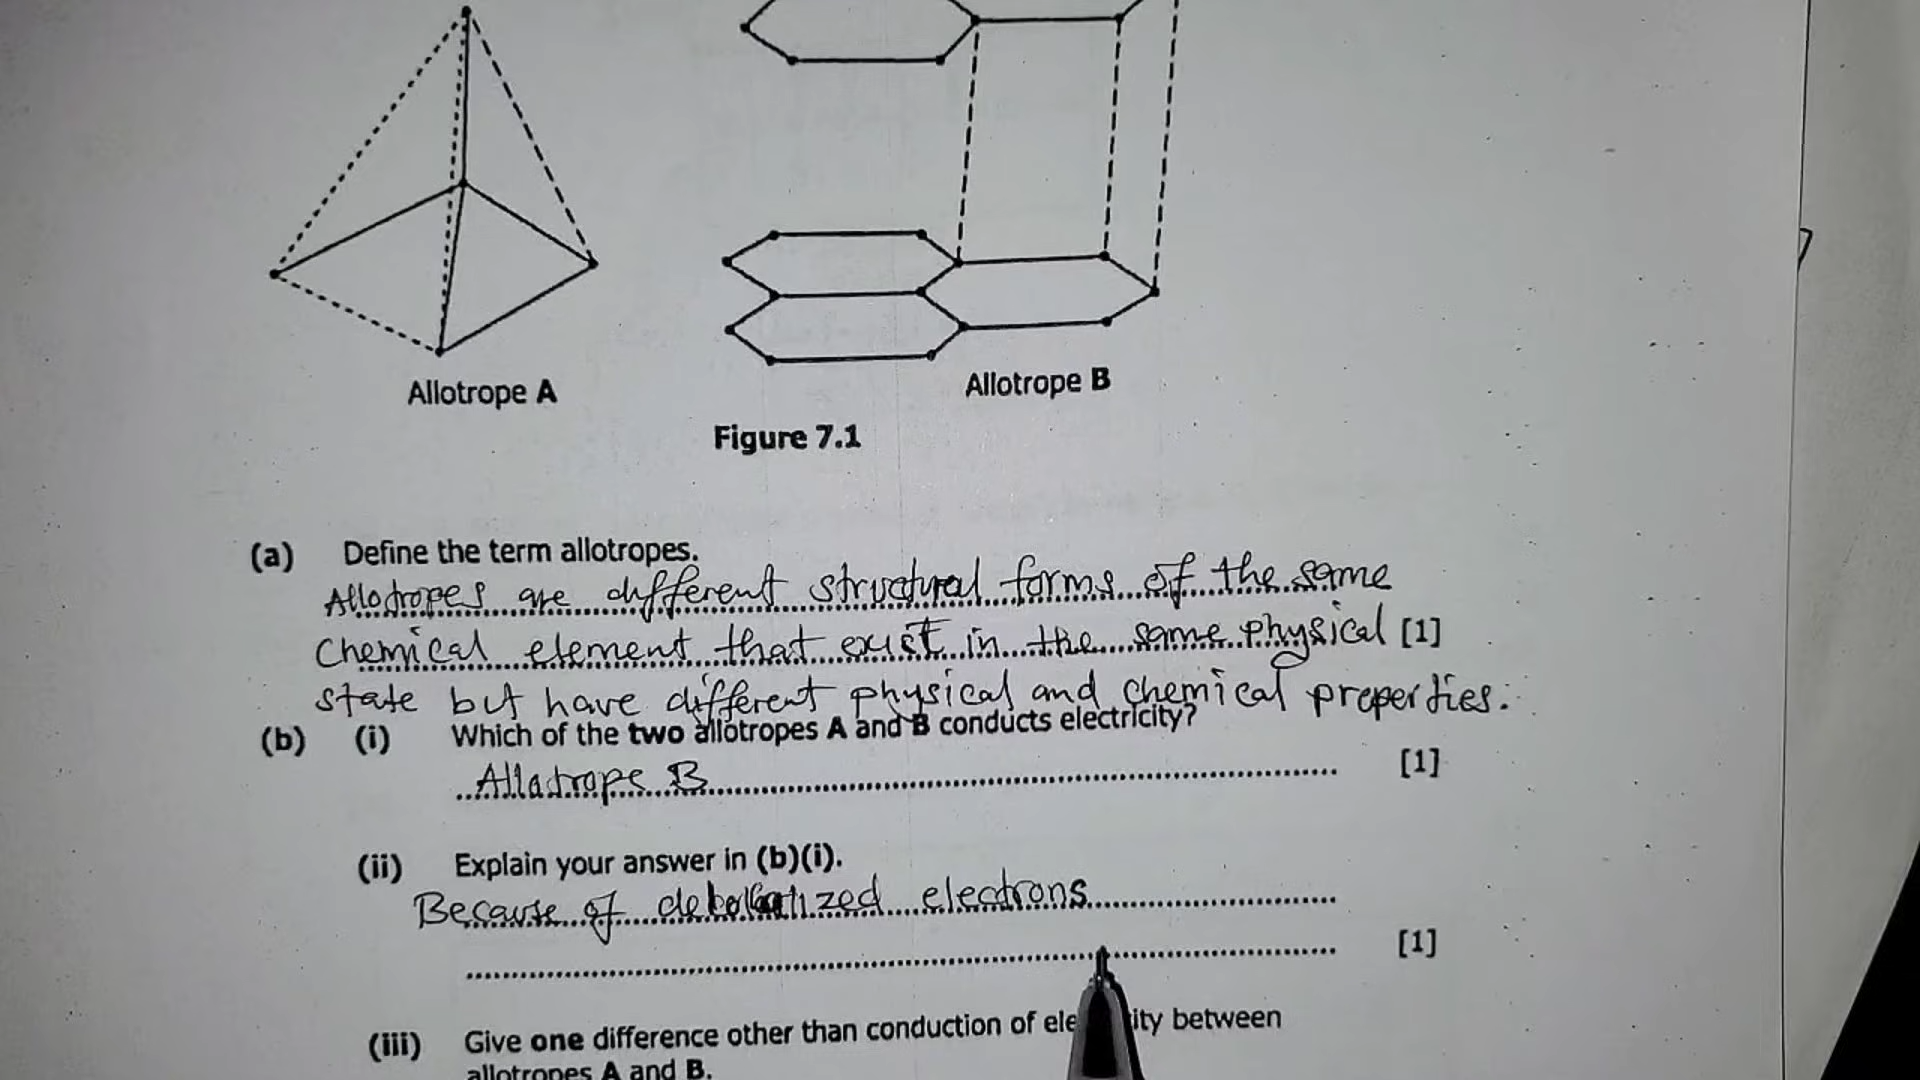 Allotrope A
Allotrope B
Figure 7.1
(a) Define the term allotropes.
Allotropes are different structural forms of the same
chemical element that exist in the same physical [1]
state but have different physical and chemical properties.
(b) (i) Which of the two allotropes A and B conducts electricity?
Allatrope B [1]
(ii) Explain your answer in (b)(i).
Because of electrons
[1]
(iii) Give one difference other than conduction of ele ity between
allotropes A and B.